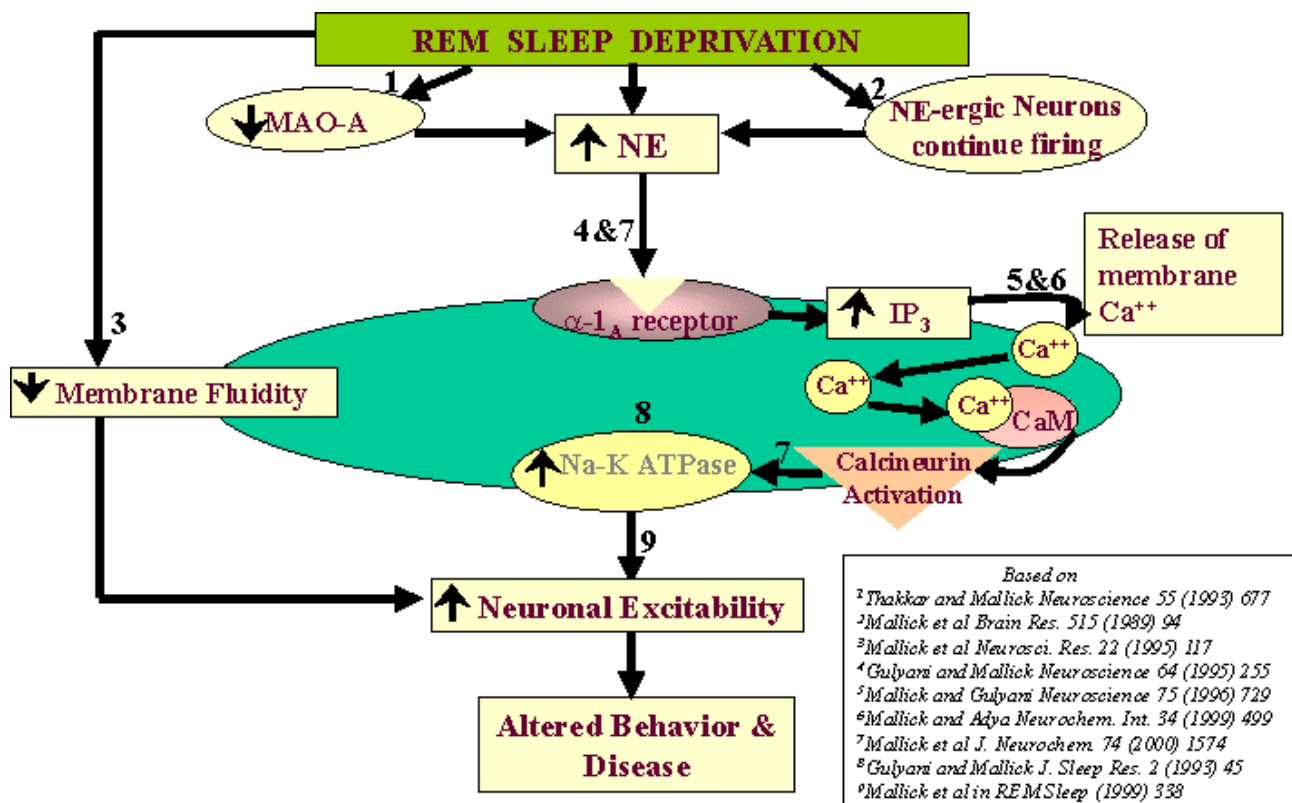 REM SLEEP DEPRIVATION
1
2
MAO-A
NE
NE-ergic Neurons
continue firing
4&7
Release of
membrane
Ca++
5&6
α-1A receptor
IP3
3
Ca++
Membrane Fluidity
Ca++
Ca++
CaM
8
Na-K ATPase
7
Calcineurin
Activation
9
Neuronal Excitability
Altered Behavior &
Disease
Based on
1Thakkar and Mallick Neuroscience 55 (1993) 677
2Mallick et al Brain Res. 515 (1989) 94
3Mallick et al Neurosci. Res. 22 (1995) 117
4Gulyani and Mallick Neuroscience 64 (1995) 255
5Mallick and Gulyani Neuroscience 75 (1996) 729
6Mallick and Adya Neurochem. Int. 34 (1999) 499
7Mallick et al J. Neurochem. 74 (2000) 1574
8Gulyani and Mallick J. Sleep Res. 2 (1993) 45
9Mallick et al in REM Sleep (1999) 338